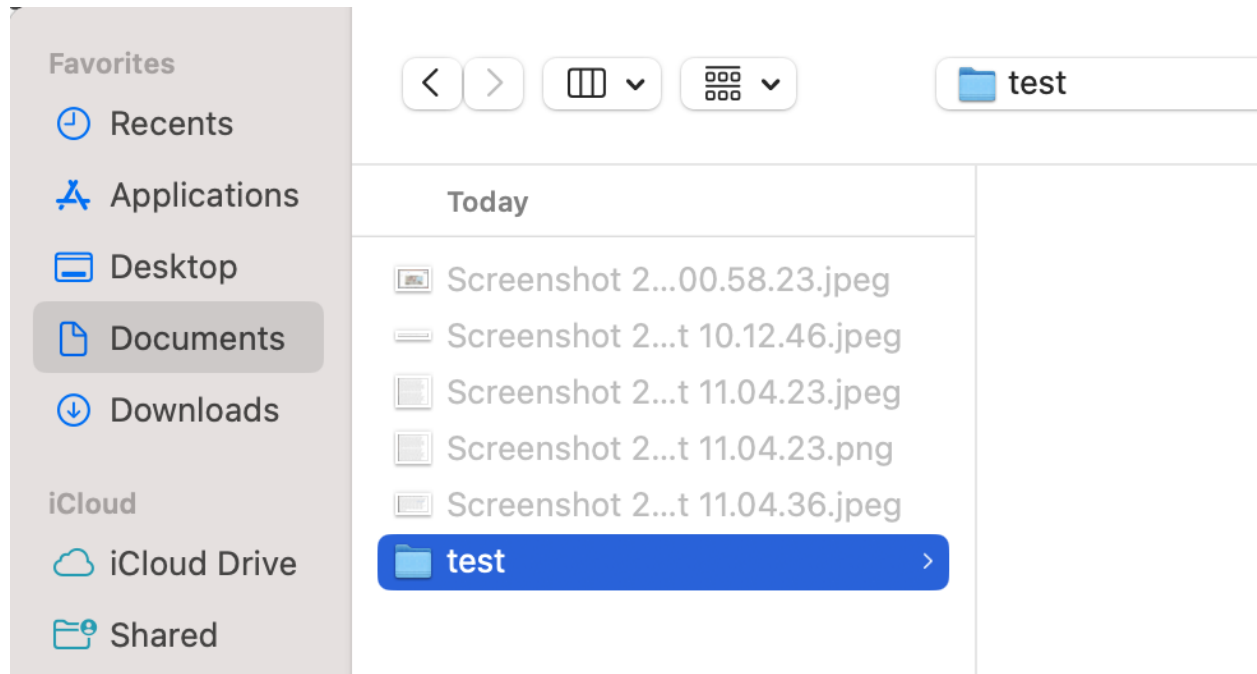 Favorites
Recents
Applications
Desktop
Documents
Downloads
iCloud
iCloud Drive
Shared
test
Today
Screenshot 2...00.58.23.jpeg
Screenshot 2...t 10.12.46.jpeg
Screenshot 2...t 11.04.23.jpeg
Screenshot 2...t 11.04.23.png
Screenshot 2...t 11.04.36.jpeg
test